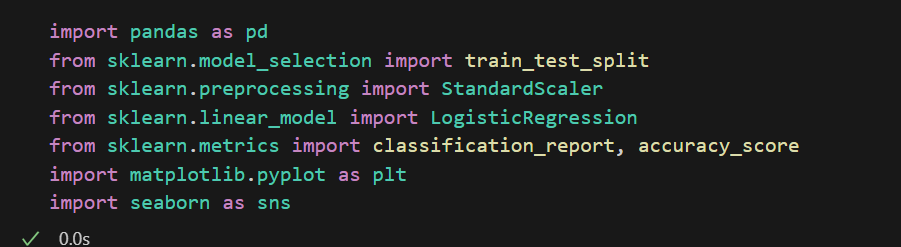 import pandas as pd
from sklearn.model_selection import train_test_split
from sklearn.preprocessing import StandardScaler
from sklearn.linear_model import LogisticRegression
from sklearn.metrics import classification_report, accuracy_score
import matplotlib.pyplot as plt
import seaborn as sns
0.0s